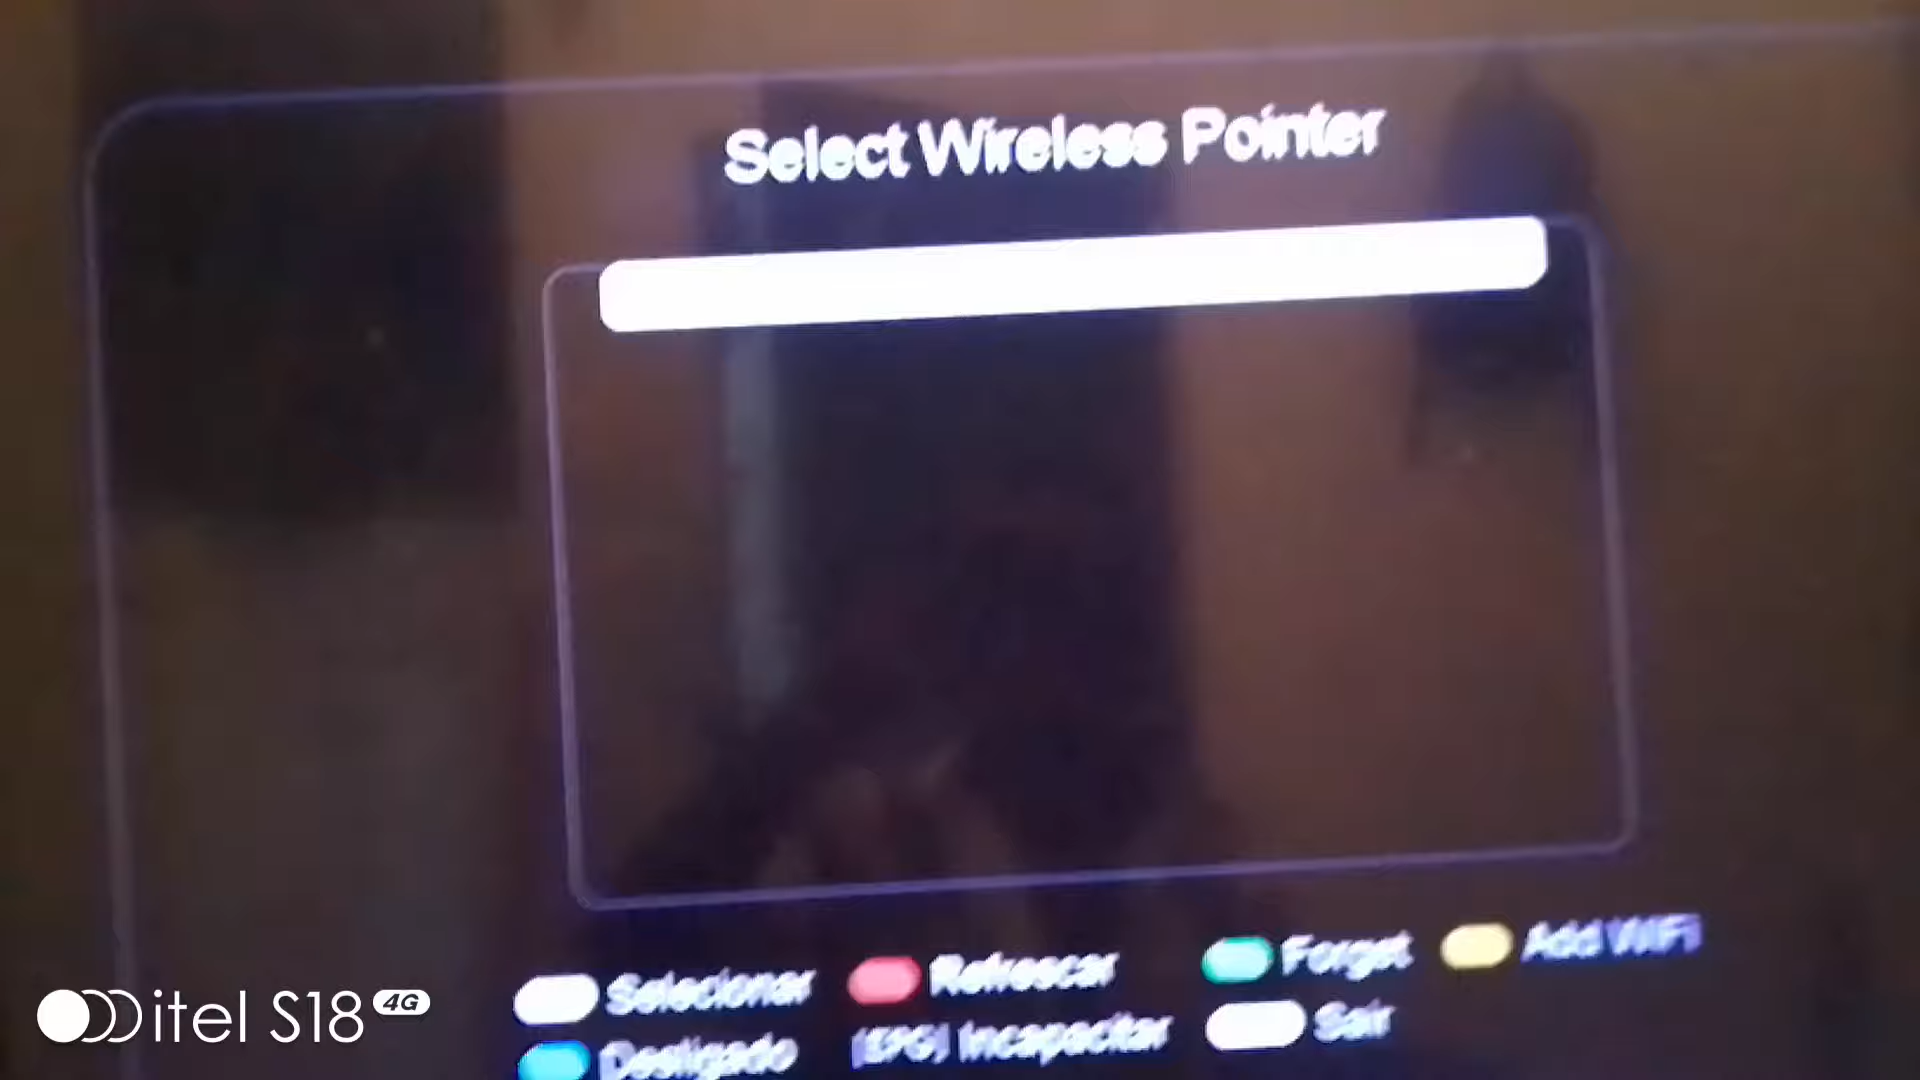 Select Wireless Pointer
Selecionar Refrescar Forget Add WiFi
Desligado (EPG) Incapacitar Sair
itel S18 4G